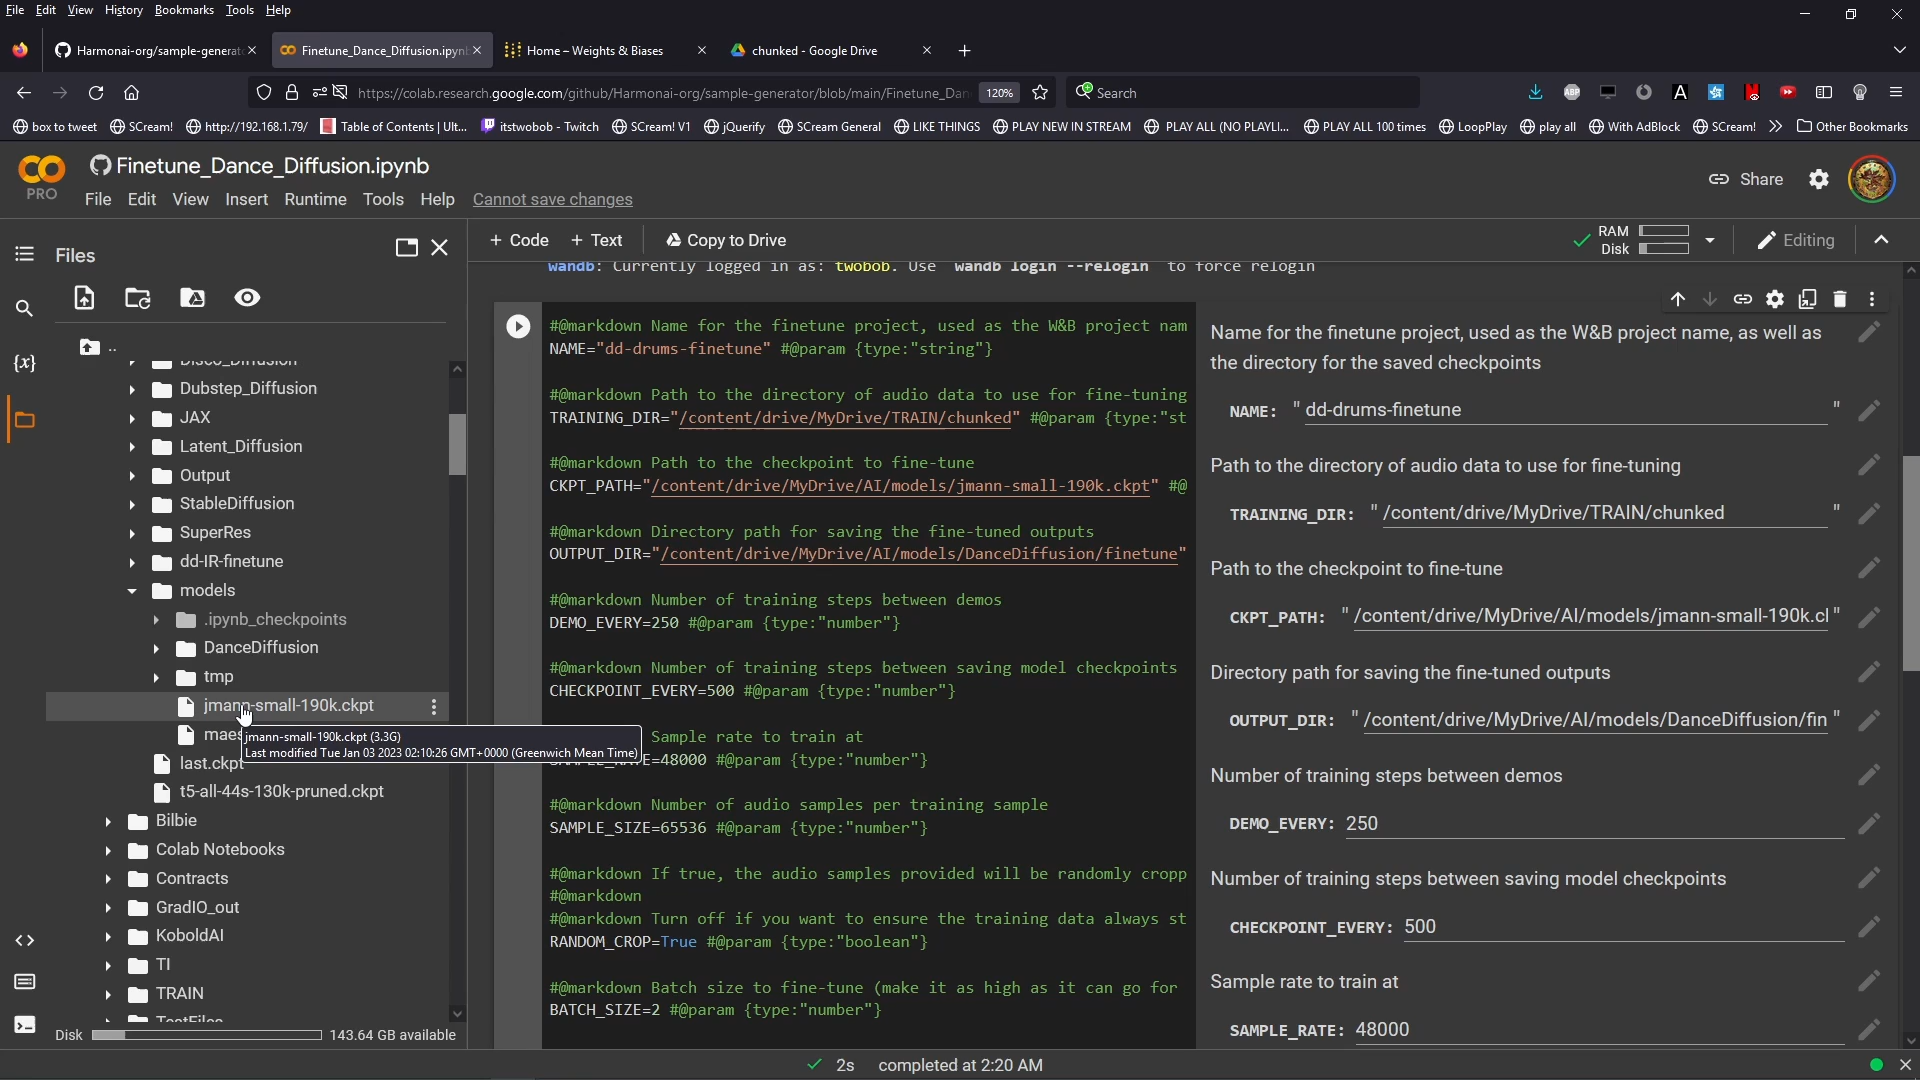 File Edit View History Bookmarks Tools Help
Harmonai-org/sample-generat
Finetune_Dance_Diffusion.ipyn
Home – Weights & Biases
chunked - Google Drive
https://colab.research.google.com/github/Harmonai-org/sample-generator/blob/main/Finetune_Dan
120%
Search
box to tweet
SCream!
http://192.168.1.79/
Table of Contents | Ult...
itstwobob - Twitch
SCream! V1
jQuerify
SCream General
LIKE THINGS
PLAY NEW IN STREAM
PLAY ALL (NO PLAYLI...
PLAY ALL 100 times
LoopPlay
play all
With AdBlock
SCream!
Other Bookmarks
PRO
Finetune_Dance_Diffusion.ipynb
File Edit View Insert Runtime Tools Help Cannot save changes
Share
Files
+ Code + Text Copy to Drive
RAM
Disk
Editing
..
Disco_Diffusion
Dubstep_Diffusion
JAX
Latent_Diffusion
Output
StableDiffusion
SuperRes
dd-IR-finetune
models
.ipynb_checkpoints
DanceDiffusion
tmp
jmann-small-190k.ckpt
maes
jmann-small-190k.ckpt (3.3G)
Last modified Tue Jan 03 2023 02:10:26 GMT+0000 (Greenwich Mean Time)
last.ckpt
t5-all-44s-130k-pruned.ckpt
Bilbie
Colab Notebooks
Contracts
GradIO_out
KoboldAI
TI
TRAIN
TestFiles
Disk 143.64 GB available
wandb: Currently logged in as: twobob. Use `wandb login --relogin` to force relogin
#@markdown Name for the finetune project, used as the W&B project nam
NAME="dd-drums-finetune" #@param {type:"string"}
#@markdown Path to the directory of audio data to use for fine-tuning
TRAINING_DIR="/content/drive/MyDrive/TRAIN/chunked" #@param {type:"st
#@markdown Path to the checkpoint to fine-tune
CKPT_PATH="/content/drive/MyDrive/AI/models/jmann-small-190k.ckpt" #@
#@markdown Directory path for saving the fine-tuned outputs
OUTPUT_DIR="/content/drive/MyDrive/AI/models/DanceDiffusion/finetune"
#@markdown Number of training steps between demos
DEMO_EVERY=250 #@param {type:"number"}
#@markdown Number of training steps between saving model checkpoints
CHECKPOINT_EVERY=500 #@param {type:"number"}
Sample rate to train at
SAMPLE_RATE=48000 #@param {type:"number"}
#@markdown Number of audio samples per training sample
SAMPLE_SIZE=65536 #@param {type:"number"}
#@markdown If true, the audio samples provided will be randomly cropp
#@markdown
#@markdown Turn off if you want to ensure the training data always st
RANDOM_CROP=True #@param {type:"boolean"}
#@markdown Batch size to fine-tune (make it as high as it can go for
BATCH_SIZE=2 #@param {type:"number"}
Name for the finetune project, used as the W&B project name, as well as
the directory for the saved checkpoints
NAME: " dd-drums-finetune "
Path to the directory of audio data to use for fine-tuning
TRAINING_DIR: " /content/drive/MyDrive/TRAIN/chunked "
Path to the checkpoint to fine-tune
CKPT_PATH: " /content/drive/MyDrive/AI/models/jmann-small-190k.cl "
Directory path for saving the fine-tuned outputs
OUTPUT_DIR: " /content/drive/MyDrive/AI/models/DanceDiffusion/fin "
Number of training steps between demos
DEMO_EVERY: 250
Number of training steps between saving model checkpoints
CHECKPOINT_EVERY: 500
Sample rate to train at
SAMPLE_RATE: 48000
2s completed at 2:20 AM